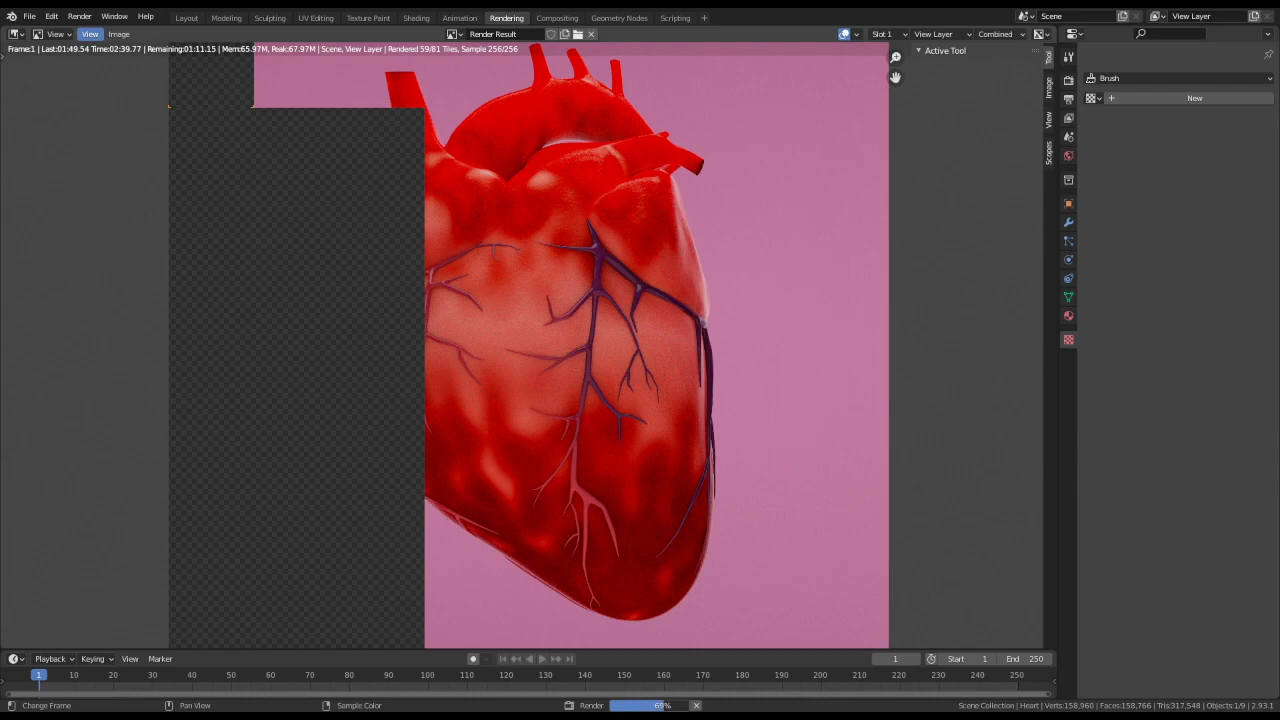 File Edit Render Window Help Layout Modeling Sculpting UV Editing Texture Paint Shading Animation Rendering Compositing Geometry Nodes Scripting + Scene View Layer
View View Image Render Result Slot 1 View Layer Combined
Frame:1 | Last:01:49.54 Time:02:39.77 | Remaining:01:11.15 | Mem:65.97M, Peak:67.97M | Scene, View Layer | Rendered 59/81 Tiles, Sample 256/256
Active Tool
Tool
Image
View
Scopes
Brush
New
Playback Keying View Marker 1 Start 1 End 250
1 10 20 30 40 50 60 70 80 90 100 110 120 130 140 150 160 170 180 190 200 210 220 230 240 250
Change Frame Pan View Sample Color Render 69% Scene Collection | Heart | Verts:158,960 | Faces:158,766 | Tris:317,548 | Objects:1/9 | 2.93.1